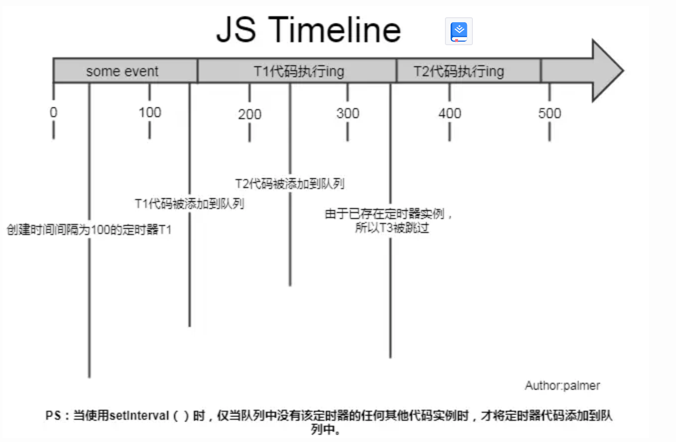 JS Timeline
some event
T1代码执行ing
T2代码执行ing
0
100
200
300
400
500
T2代码被添加到队列
T1代码被添加到队列
由于已存在定时器实例，
所以T3被跳过
创建时间间隔为100的定时器T1
Author:palmer
PS：当使用setInterval（）时，仅当队列中没有该定时器的任何其他代码实例时，才将定时器代码添加到队
列中。